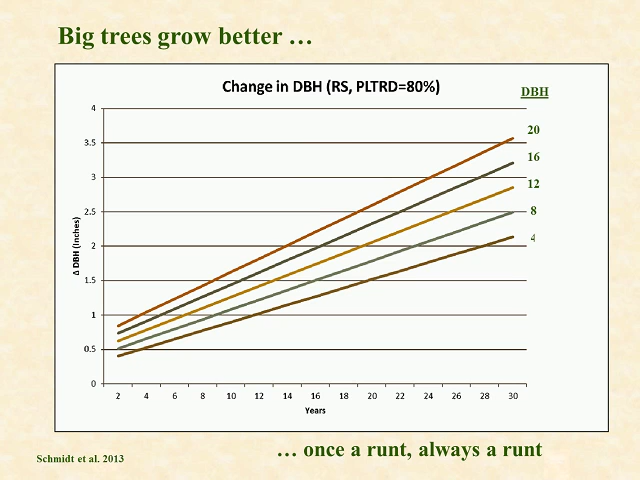 Big trees grow better …
Change in DBH (RS, PLTRD=80%)
DBH
4
3.5
3
2.5
2
1.5
1
0.5
0
20
16
12
8
4
Δ DBH (Inches)
2 4 6 8 10 12 14 16 18 20 22 24 26 28 30
Years
… once a runt, always a runt
Schmidt et al. 2013